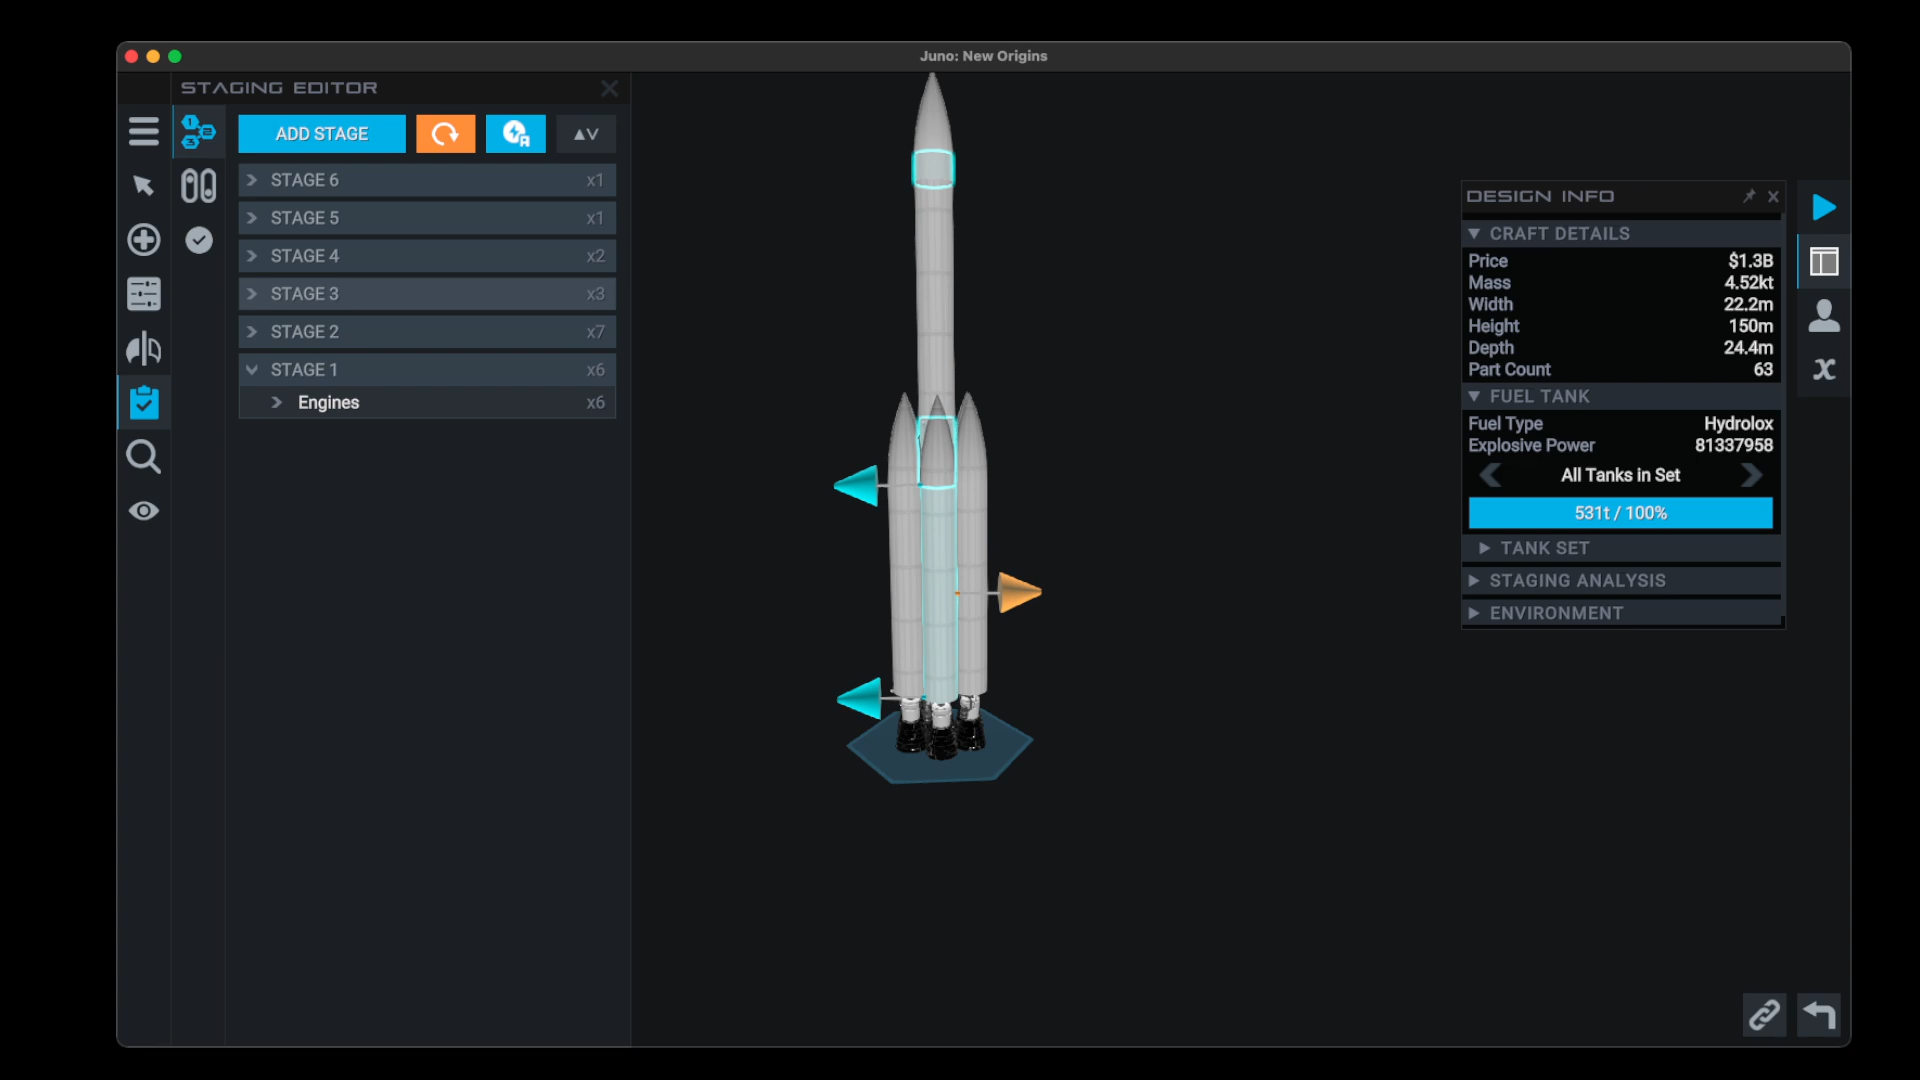 Juno: New Origins
STAGING EDITOR
ADD STAGE
STAGE 6 x1
STAGE 5 x1
STAGE 4 x2
STAGE 3 x3
STAGE 2 x7
STAGE 1 x6
Engines x6
DESIGN INFO
CRAFT DETAILS
Price $1.3B
Mass 4.52kt
Width 22.2m
Height 150m
Depth 24.4m
Part Count 63
FUEL TANK
Fuel Type Hydrolox
Explosive Power 81337958
All Tanks in Set
531t / 100%
TANK SET
STAGING ANALYSIS
ENVIRONMENT